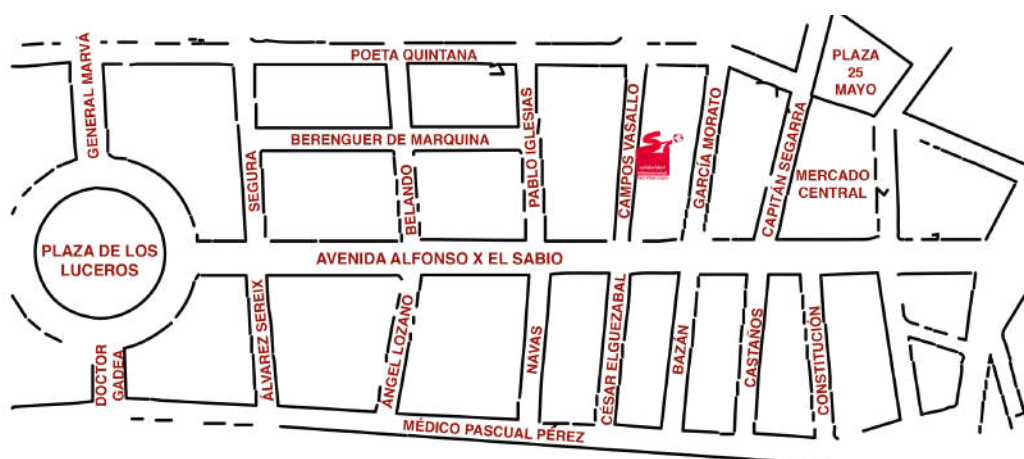 POETA QUINTANA
GENERAL MARVÁ
PLAZA
25
MAYO
BERENGUER DE MARQUINA
SEGURA
BELANDO
PABLO IGLESIAS
CAMPOS VASALLO
GARCÍA MORATO
CAPITÁN SEGARRA
MERCADO
CENTRAL
PLAZA DE LOS
LUCEROS
AVENIDA ALFONSO X EL SABIO
DOCTOR
GADEA
ÁLVAREZ SEREIX
ÁNGEL LOZANO
NAVAS
CÉSAR ELGUEZABAL
BAZÁN
CASTAÑOS
CONSTITUCIÓN
MÉDICO PASCUAL PÉREZ